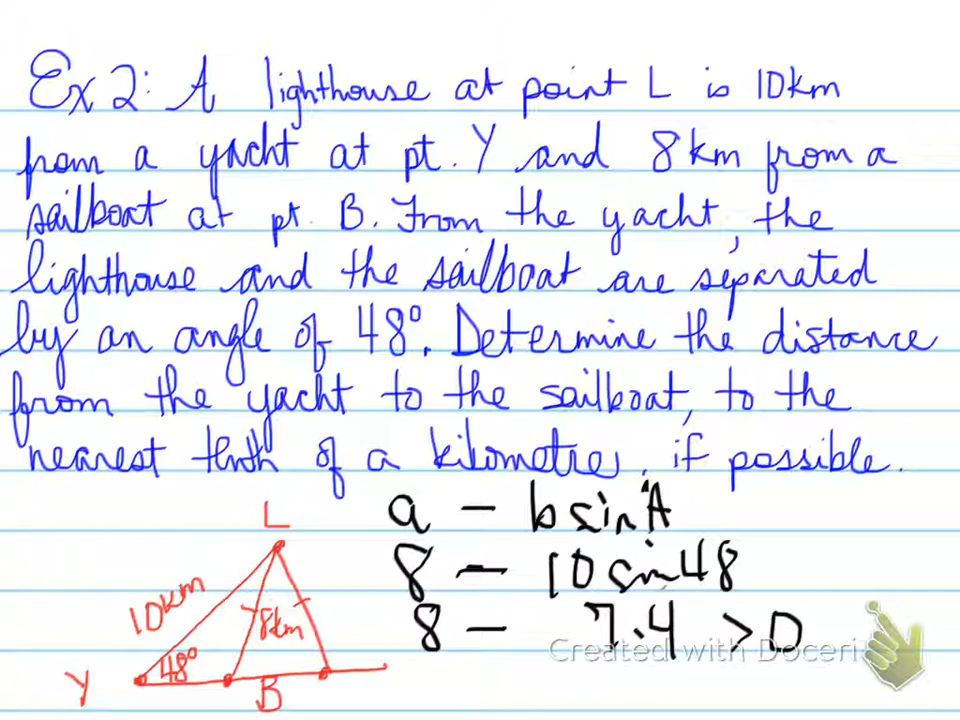 Ex 2: A lighthouse at point L is 10km
from a yacht at pt. Y and 8km from a
sailboat at pt. B. From the yacht, the
lighthouse and the sailboat are separated
by an angle of 48°. Determine the distance
from the yacht to the sailboat, to the
nearest tenth of a kilometre, if possible.
a - b sin A
8 - 10 sin 48
8 - 7.4 > 0
L
10km
8km
48°
Y
B
Created with Doceri